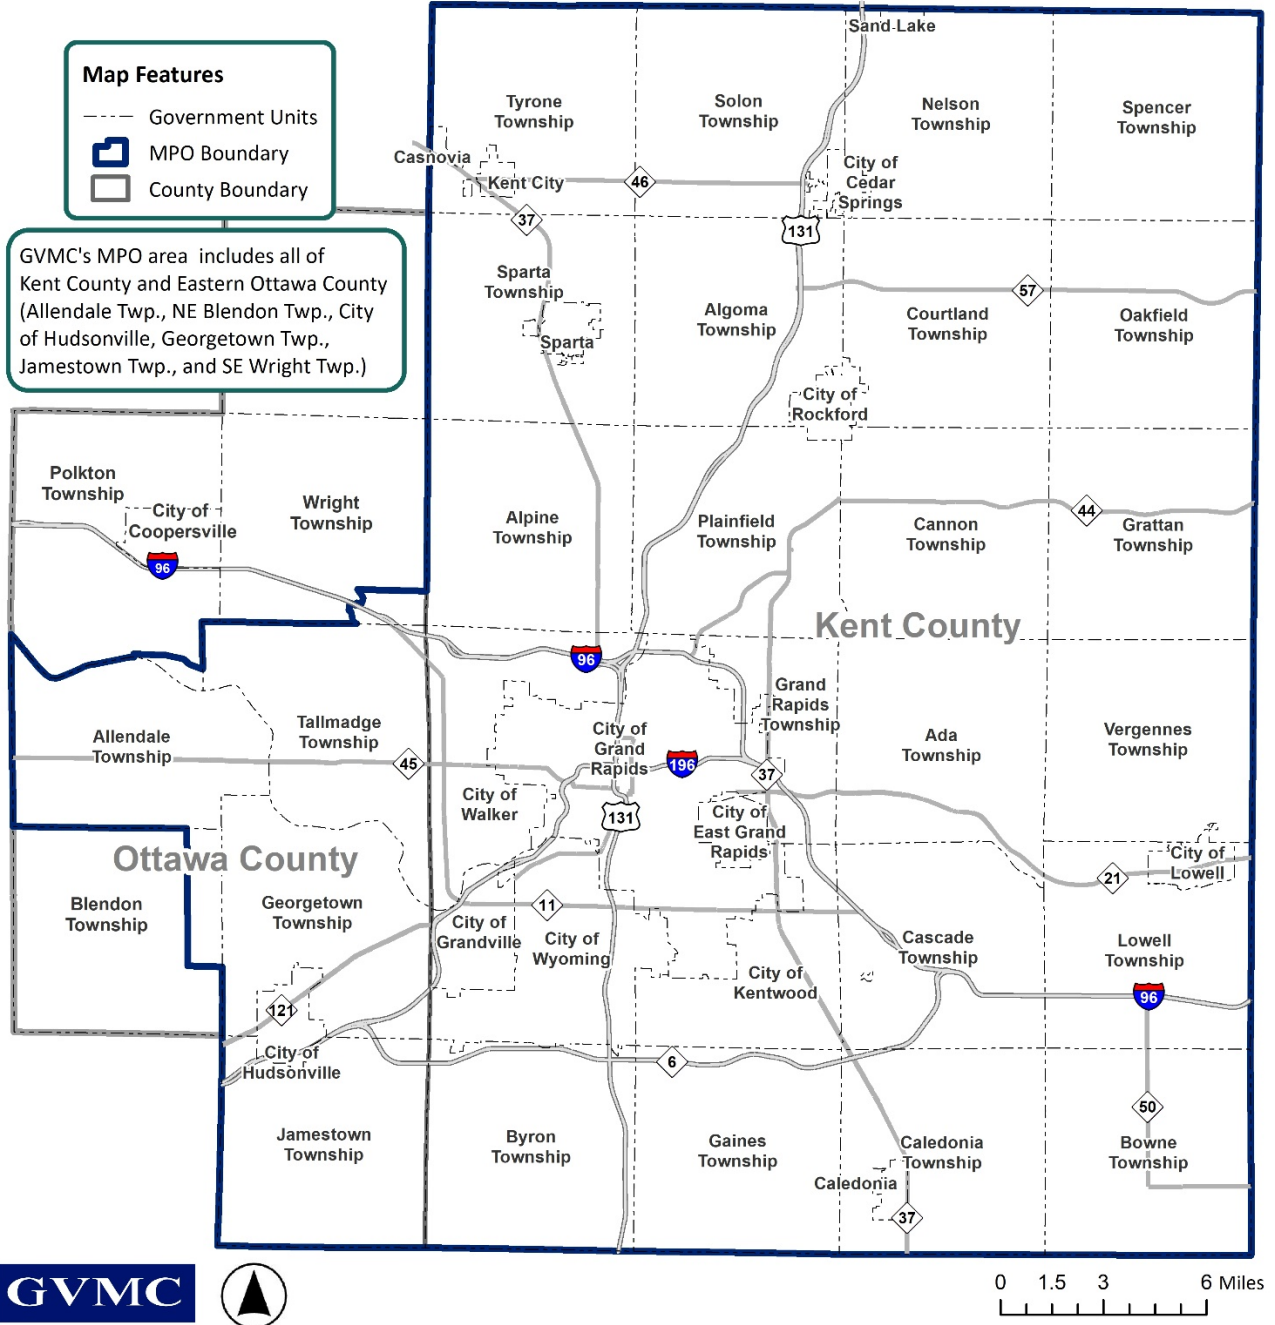 Map Features
Government Units
MPO Boundary
County Boundary
GVMC's MPO area includes all of
Kent County and Eastern Ottawa County
(Allendale Twp., NE Blendon Twp., City
of Hudsonville, Georgetown Twp.,
Jamestown Twp., and SE Wright Twp.)
Sand Lake
Tyrone
Township
Solon
Township
Nelson
Township
Spencer
Township
Casnovia
Kent City
46
City of
Cedar
Springs
37
131
Sparta
Township
Sparta
Algoma
Township
57
Courtland
Township
Oakfield
Township
City of
Rockford
Polkton
Township
City of
Coopersville
96
Wright
Township
Alpine
Township
Plainfield
Township
Cannon
Township
44
Grattan
Township
Kent County
96
Allendale
Township
Tallmadge
Township
45
City of
Grand
Rapids
196
Grand
Rapids
Township
37
Ada
Township
Vergennes
Township
City of
Walker
131
City of
East Grand
Rapids
Ottawa County
21
City of
Lowell
Blendon
Township
Georgetown
Township
11
City of
Grandville
City of
Wyoming
City of
Kentwood
Cascade
Township
Lowell
Township
96
121
City of
Hudsonville
6
50
Jamestown
Township
Byron
Township
Gaines
Township
Caledonia
Township
Caledonia
37
Bowne
Township
GVMC
0 1.5 3 6 Miles